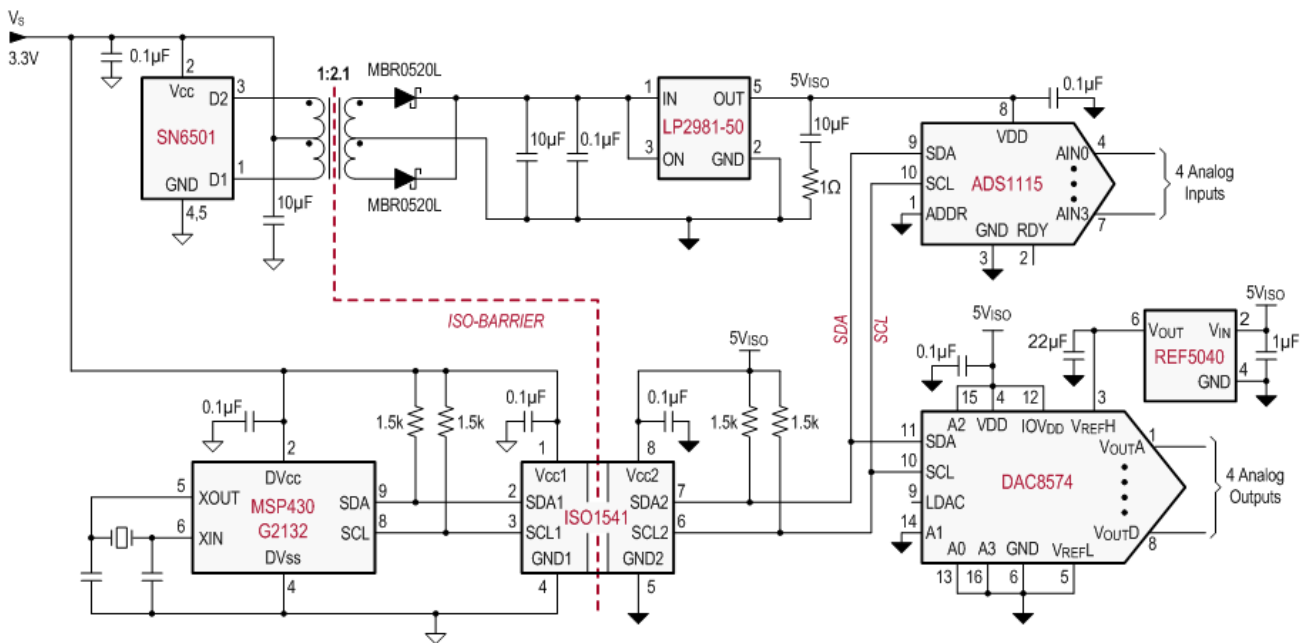 VS
3.3V
0.1µF
2
Vcc
D2
3
SN6501
D1
1
GND
4,5
10µF
1:2.1
MBR0520L
MBR0520L
10µF
0.1µF
1
IN
OUT
5
LP2981-50
3
ON
GND
2
5VISO
10µF
1Ω
0.1µF
8
VDD
9
SDA
AIN0
4
10
SCL
ADS1115
1
ADDR
AIN3
7
GND
RDY
3
2
4 Analog
Inputs
ISO-BARRIER
SDA
SCL
0.1µF
2
DVcc
5
XOUT
MSP430
G2132
SDA
9
6
XIN
SCL
8
DVss
4
1.5k
1.5k
0.1µF
1
Vcc1
2
SDA1
3
SCL1
GND1
4
ISO1541
0.1µF
8
Vcc2
SDA2
7
SCL2
6
GND2
5
5VISO
1.5k
1.5k
5VISO
0.1µF
15
4
12
3
A2
VDD
IOVDD
VREFH
11
SDA
VOUTA
1
10
SCL
DAC8574
9
LDAC
14
A1
VOUTD
8
A0
A3
GND
VREFL
13
16
6
5
4 Analog
Outputs
22µF
6
VOUT
VIN
2
REF5040
GND
4
5VISO
1µF